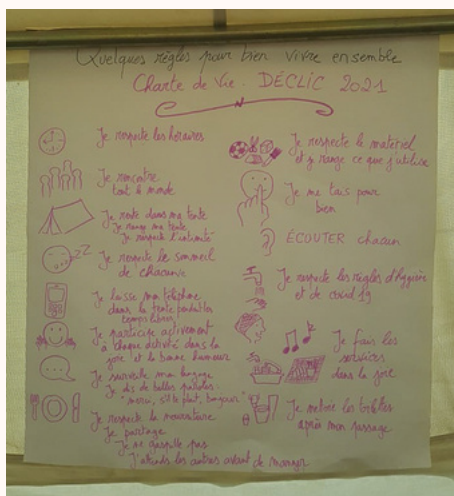 Quelques règles pour bien vivre ensemble
Charte de Vie. DÉCLIC 2021
Je respecte les horaires
Je rencontre
tout le monde
Je reste dans ma tente
Je range ma tente
Je respecte l'intimité
Je respecte le sommeil
de chacun
Je laisse mon téléphone
dans la tente pendant les
temps libres
Je participe activement
à chaque activité dans la
joie et la bonne humeur
Je surveille mon langage
Je dis de belles paroles:
"merci, s'il te plaît, bonjour"
Je respecte la nourriture
Je partage
Je ne gaspille pas
J'attends les autres avant de manger
Je respecte le matériel
et je range ce que j'utilise
Je me tais pour
bien
ÉCOUTER chacun
Je respecte les règles d'hygiène
et de covid 19
Je fais les
services
dans la joie
Je les toilettes
après mon passage